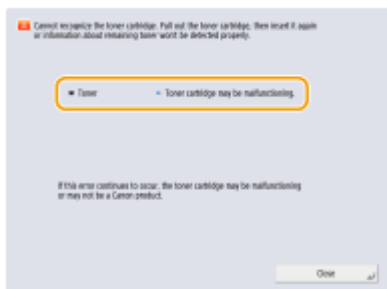 Cannot recognize the toner cartridge. Pull out the toner cartridge, then insert it again
or information about remaining toner won't be detected properly.
Toner Toner cartridge may be malfunctioning.
If this error continues to occur, the toner cartridge may be malfunctioning
or may not be a Canon product.
Close